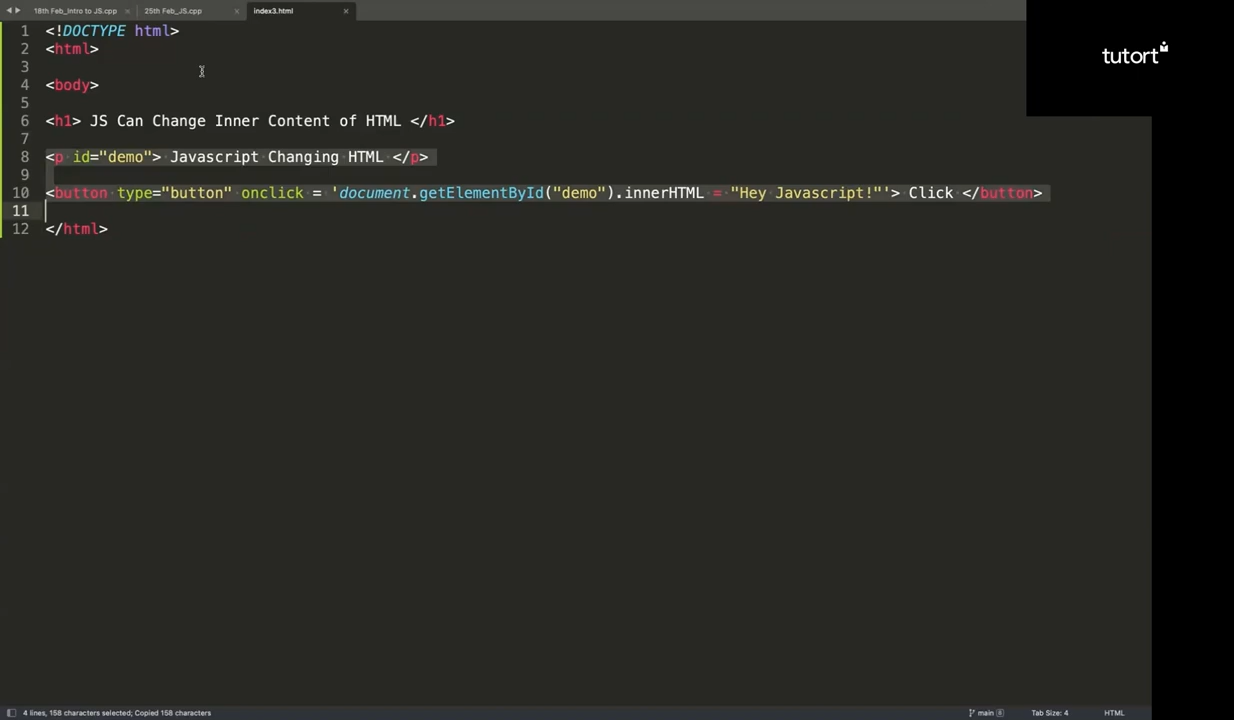 18th Feb_Intro to JS.cpp × 25th Feb_JS.cpp × index3.html ×
tutort
1 <!DOCTYPE html>
2 <html>
3
4 <body>
5
6 <h1> JS Can Change Inner Content of HTML </h1>
7
8 <p id="demo"> Javascript Changing HTML </p>
9
10 <button type="button" onclick = 'document.getElementById("demo").innerHTML = "Hey Javascript!"'> Click </button>
11
12 </html>
4 lines, 158 characters selected; Copied 158 characters main 8 Tab Size: 4 HTML